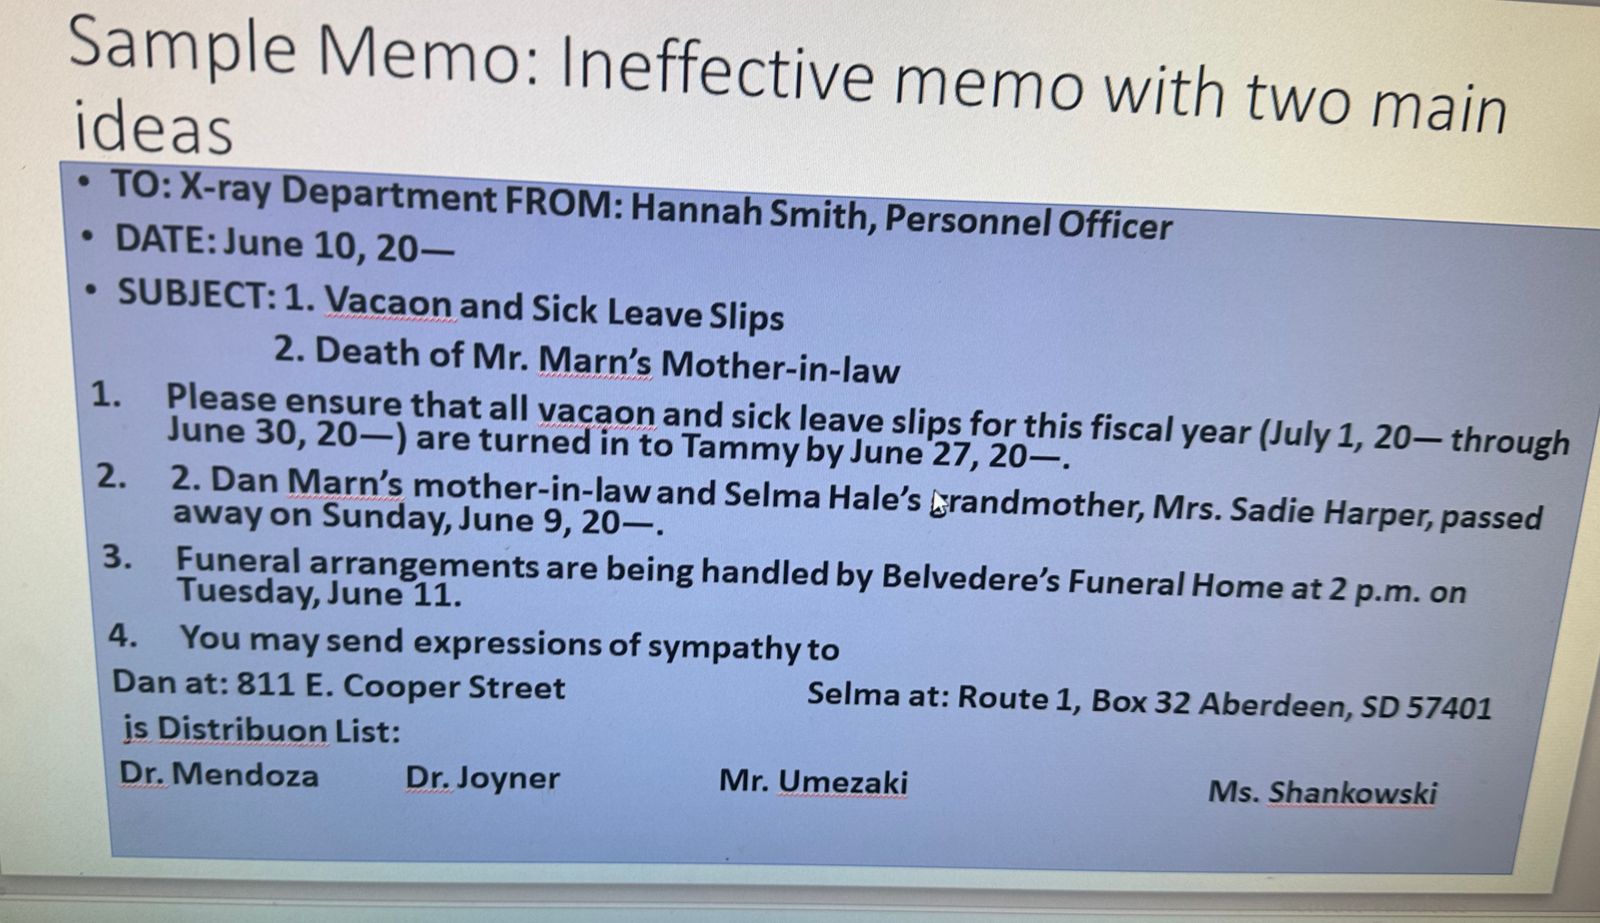 Sample Memo: Ineffective memo with two main
ideas
• TO: X-ray Department FROM: Hannah Smith, Personnel Officer
• DATE: June 10, 20—
• SUBJECT: 1. Vacaon and Sick Leave Slips
2. Death of Mr. Marn's Mother-in-law
1. Please ensure that all vacaon and sick leave slips for this fiscal year (July 1, 20— through
June 30, 20—) are turned in to Tammy by June 27, 20—.
2. 2. Dan Marn's mother-in-law and Selma Hale's grandmother, Mrs. Sadie Harper, passed
away on Sunday, June 9, 20—.
3. Funeral arrangements are being handled by Belvedere's Funeral Home at 2 p.m. on
Tuesday, June 11.
4. You may send expressions of sympathy to
Dan at: 811 E. Cooper Street Selma at: Route 1, Box 32 Aberdeen, SD 57401
js Distribuon List:
Dr. Mendoza Dr. Joyner Mr. Umezaki Ms. Shankowski